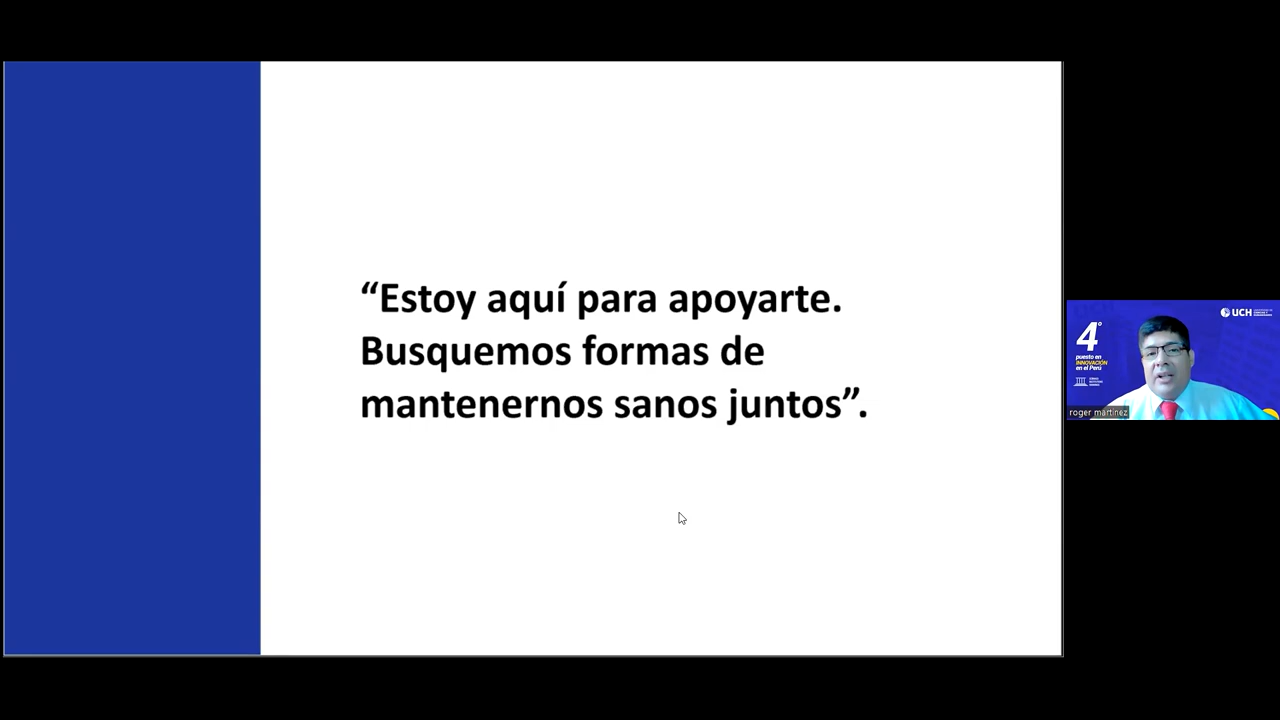 “Estoy aquí para apoyarte.
Busquemos formas de
mantenernos sanos juntos”.
UCH
4°
puesto en
INNOVACIÓN
en el Perú
roger martinez